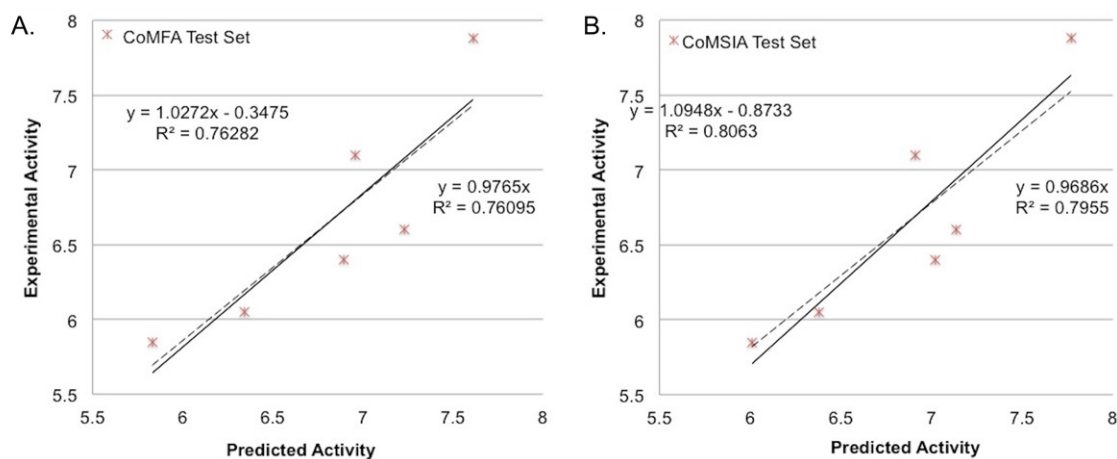 A.
CoMFA Test Set
y = 1.0272x - 0.3475
R² = 0.76282
y = 0.9765x
R² = 0.76095
Experimental Activity
8
7.5
7
6.5
6
5.5
5.5 6 6.5 7 7.5 8
Predicted Activity
B.
CoMSIA Test Set
y = 1.0948x - 0.8733
R² = 0.8063
y = 0.9686x
R² = 0.7955
Experimental Activity
8
7.5
7
6.5
6
5.5
5.5 6 6.5 7 7.5 8
Predicted Activity